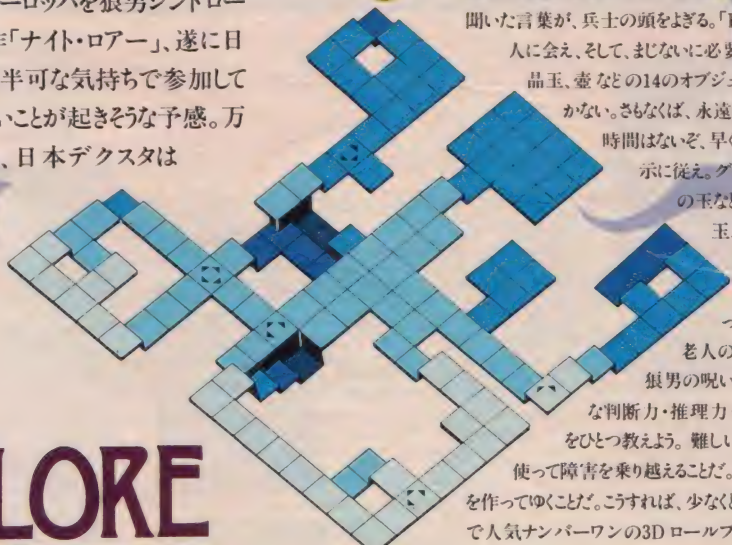 ーロッパを狼男シンドロー
「ナイト・ロアー」、遂に日
半可な気持ちで参加して
いことが起きそうな予感。万
、日本デクスタは
聞いた言葉が、兵士の頭をよぎる。「
人に会え、そして、まじないに必
晶玉、壺などの14のオブジ
かない。さもなくば、永遠
時間はないぞ、早
示に従え。グ
の玉な
玉
つ
老人の
狼男の呪い
な判断力・推理力
をひとつ教えよう。難しい
使って障害を乗り越えることだ。
を作ってゆくことだ。こうすれば、少なく
で人気ナンバーワンの3Dロールプ
LORE